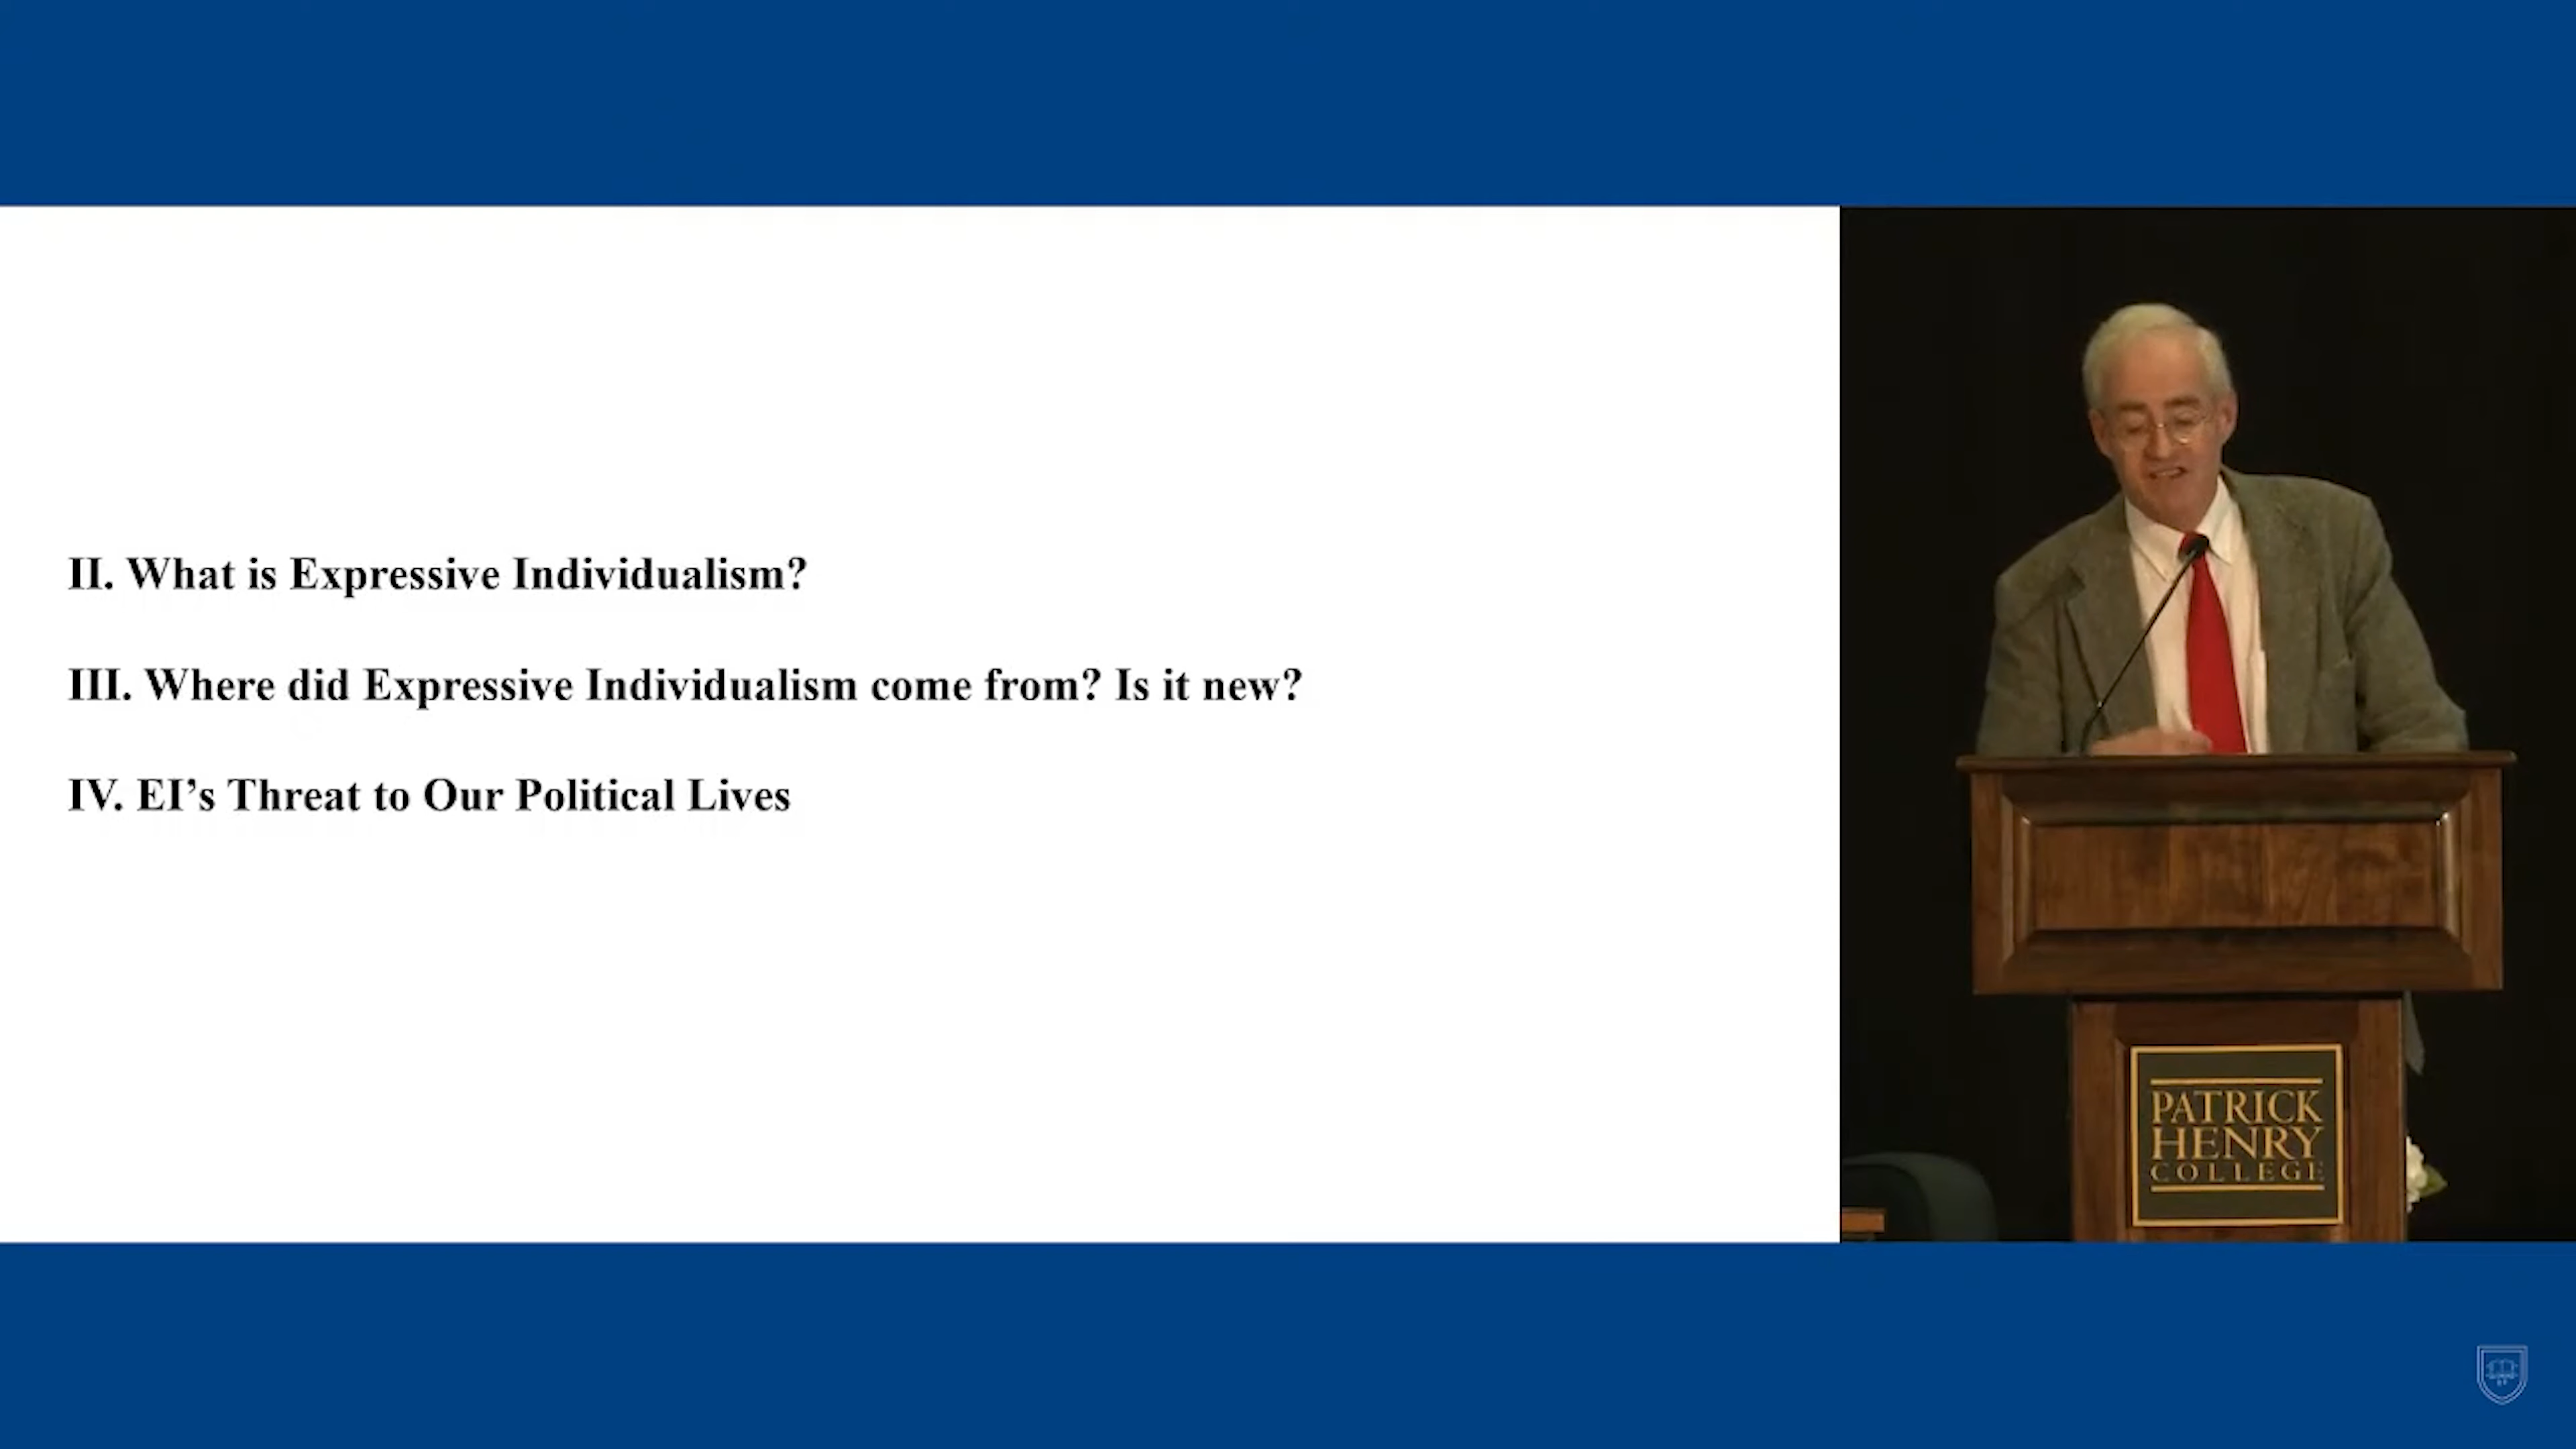 II. What is Expressive Individualism?
III. Where did Expressive Individualism come from? Is it new?
IV. EI’s Threat to Our Political Lives
PATRICK
HENRY
COLLEGE